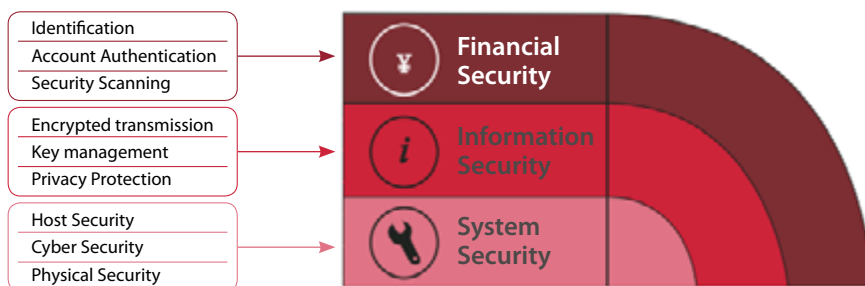 Identification
Account Authentication
Security Scanning
¥
Financial
Security
Encrypted transmission
Key management
Privacy Protection
i
Information
Security
Host Security
Cyber Security
Physical Security
System
Security